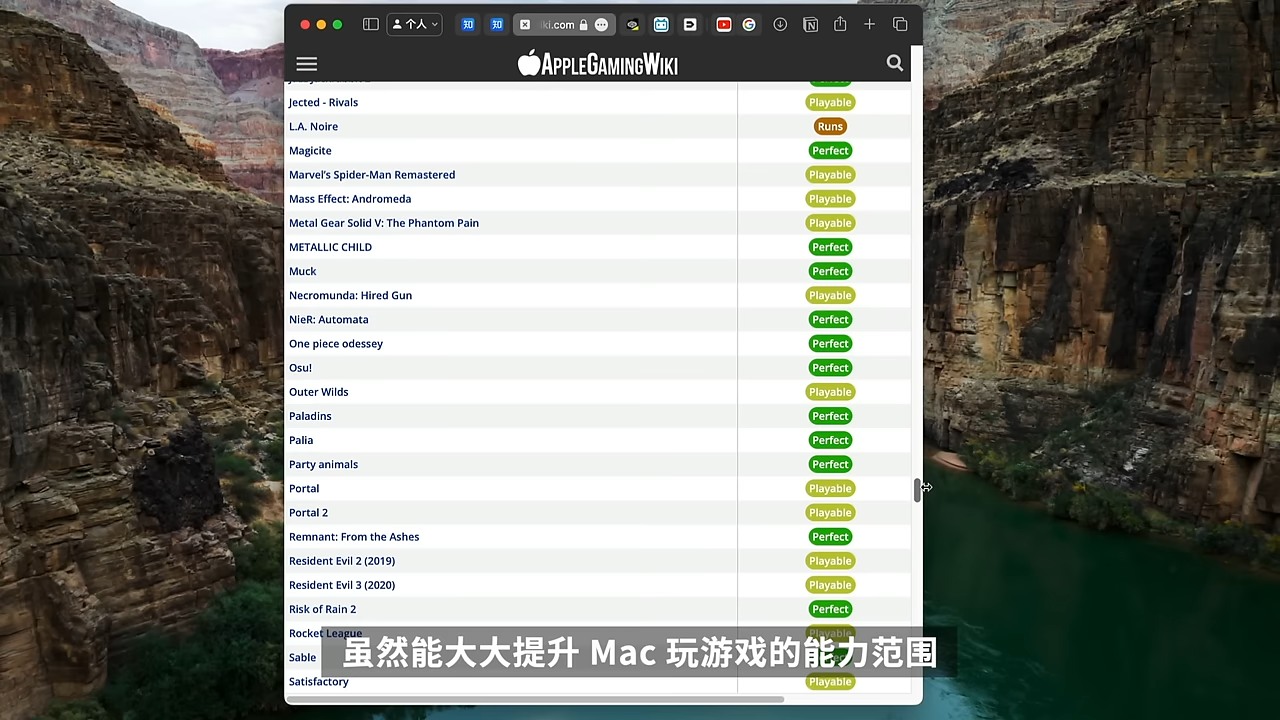 个人
知
知
iki.com
AppleGamingWiki
Jected - Rivals Playable
L.A. Noire Runs
Magicite Perfect
Marvel's Spider-Man Remastered Playable
Mass Effect: Andromeda Playable
Metal Gear Solid V: The Phantom Pain Playable
METALLIC CHILD Perfect
Muck Perfect
Necromunda: Hired Gun Playable
NieR: Automata Perfect
One piece odessey Perfect
Osu! Perfect
Outer Wilds Playable
Paladins Perfect
Palia Perfect
Party animals Perfect
Portal Playable
Portal 2 Playable
Remnant: From the Ashes Perfect
Resident Evil 2 (2019) Playable
Resident Evil 3 (2020) Playable
Risk of Rain 2 Perfect
Rocket League Playable
Sable
虽然能大大提升 Mac 玩游戏的能力范围
Satisfactory Playable